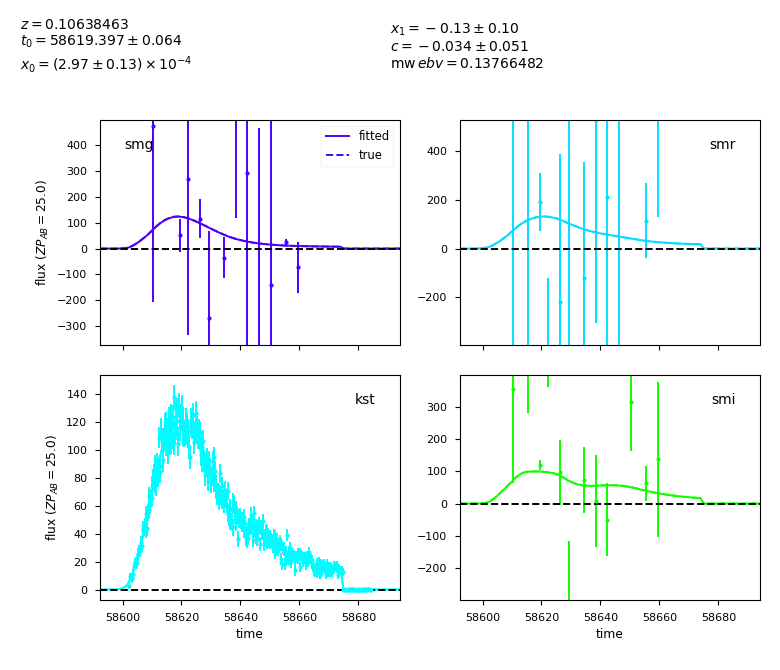 z = 0.10638463
t₀ = 58619.397 ± 0.064
x₀ = (2.97 ± 0.13) × 10⁻⁴
x₁ = −0.13 ± 0.10
c = −0.034 ± 0.051
mw ebv = 0.13766482
smg
fitted
true
400
300
200
100
0
−100
−200
−300
flux (ZP_AB = 25.0)
smr
400
200
0
−200
kst
140
120
100
80
60
40
20
0
flux (ZP_AB = 25.0)
58600 58620 58640 58660 58680
time
smi
300
200
100
0
−100
−200
58600 58620 58640 58660 58680
time